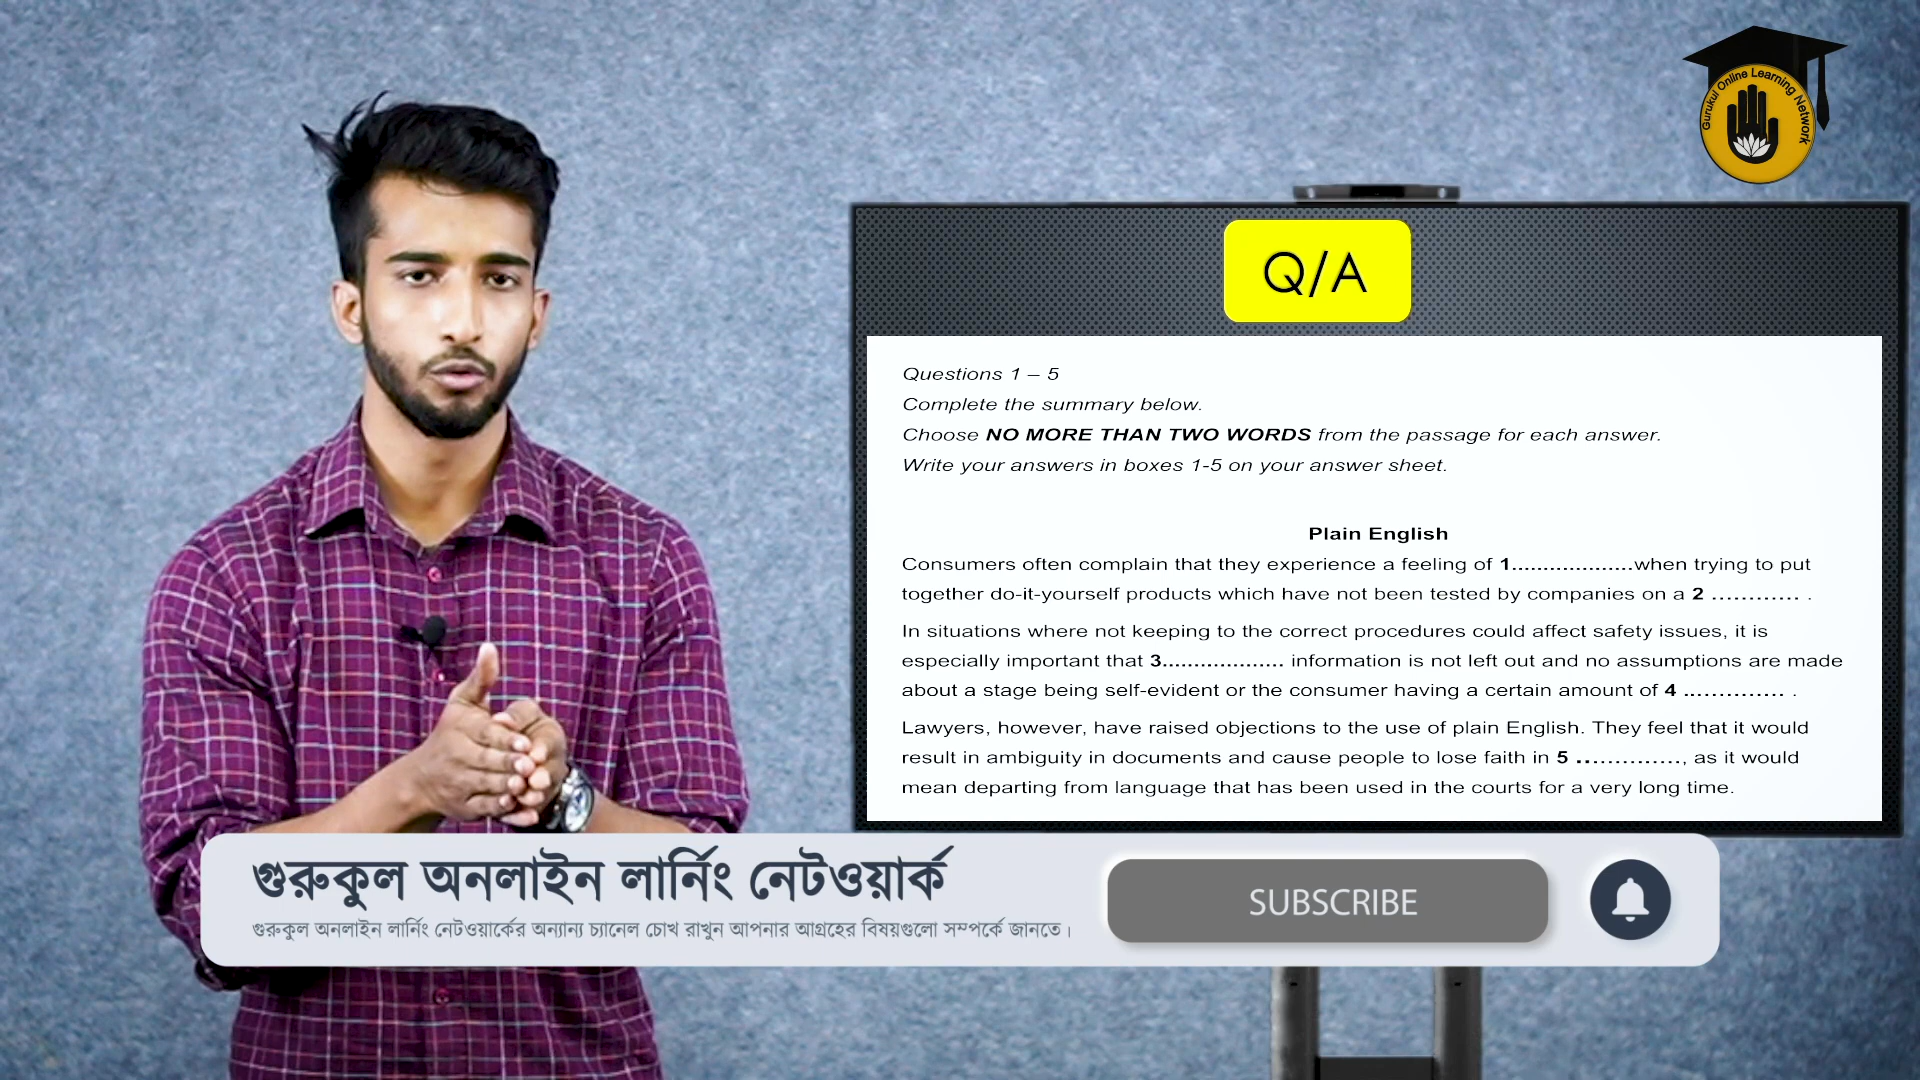 Gurukul Online Learning Network
Q/A
Questions 1 – 5
Complete the summary below.
Choose NO MORE THAN TWO WORDS from the passage for each answer.
Write your answers in boxes 1-5 on your answer sheet.
Plain English
Consumers often complain that they experience a feeling of 1...................when trying to put
together do-it-yourself products which have not been tested by companies on a 2 ............ .
In situations where not keeping to the correct procedures could affect safety issues, it is
especially important that 3................... information is not left out and no assumptions are made
about a stage being self-evident or the consumer having a certain amount of 4 .............. .
Lawyers, however, have raised objections to the use of plain English. They feel that it would
result in ambiguity in documents and cause people to lose faith in 5 ............., as it would
mean departing from language that has been used in the courts for a very long time.
গুরুকুল অনলাইন লার্নিং নেটওয়ার্ক
গুরুকুল অনলাইন লার্নিং নেটওয়ার্কের অন্যান্য চ্যানেল চোখ রাখুন আপনার আগ্রহের বিষয়গুলো সম্পর্কে জানতে।
SUBSCRIBE